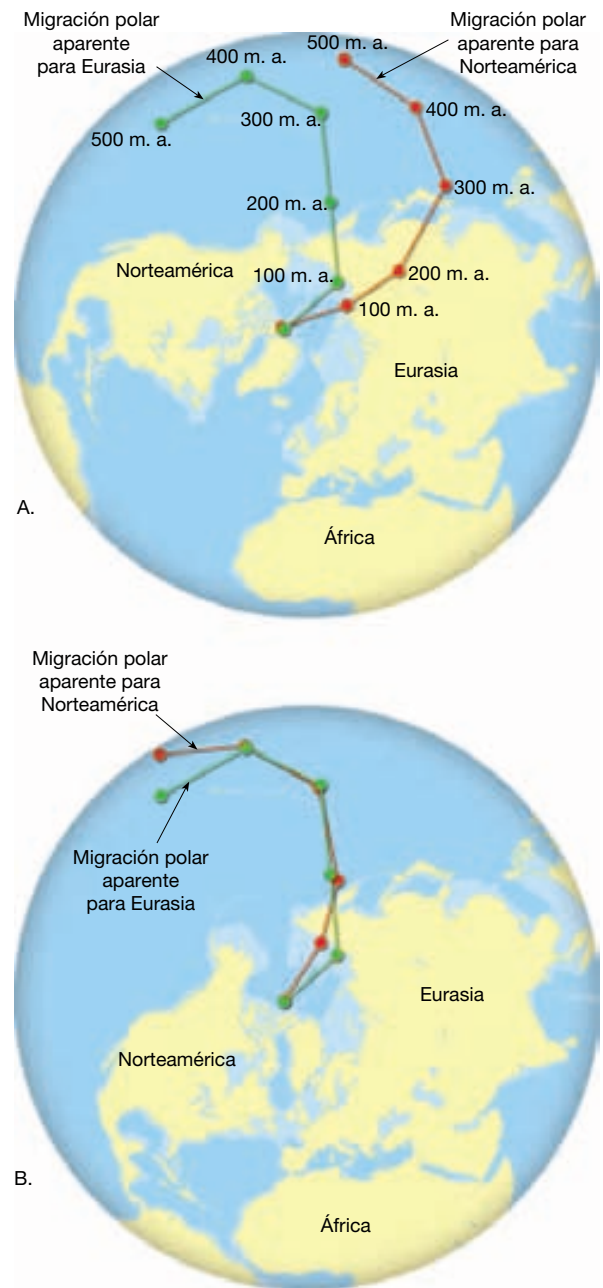 Migración polar
aparente
para Eurasia
Migración polar
aparente para
Norteamérica
400 m. a.
500 m. a.
500 m. a.
300 m. a.
400 m. a.
200 m. a.
300 m. a.
Norteamérica
100 m. a.
200 m. a.
100 m. a.
Eurasia
África
A.
Migración polar
aparente para
Norteamérica
Migración polar
aparente
para Eurasia
Eurasia
Norteamérica
África
B.